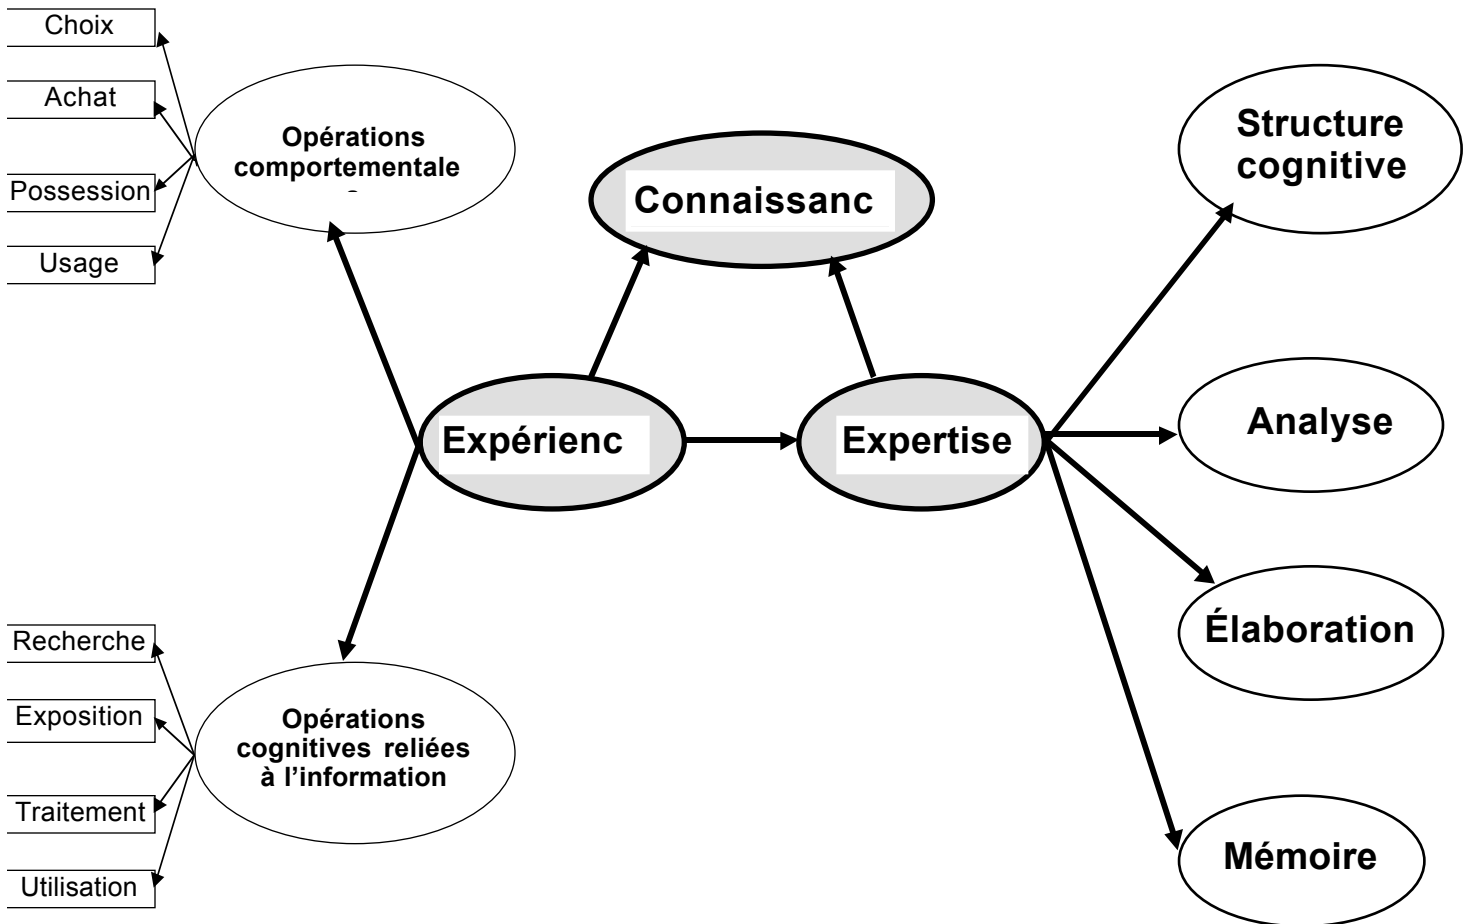 Choix
Achat
Possession
Usage
Opérations
comportementale
Connaissanc
Structure
cognitive
Expérienc
Expertise
Analyse
Élaboration
Mémoire
Recherche
Exposition
Traitement
Utilisation
Opérations
cognitives reliées
à l’information